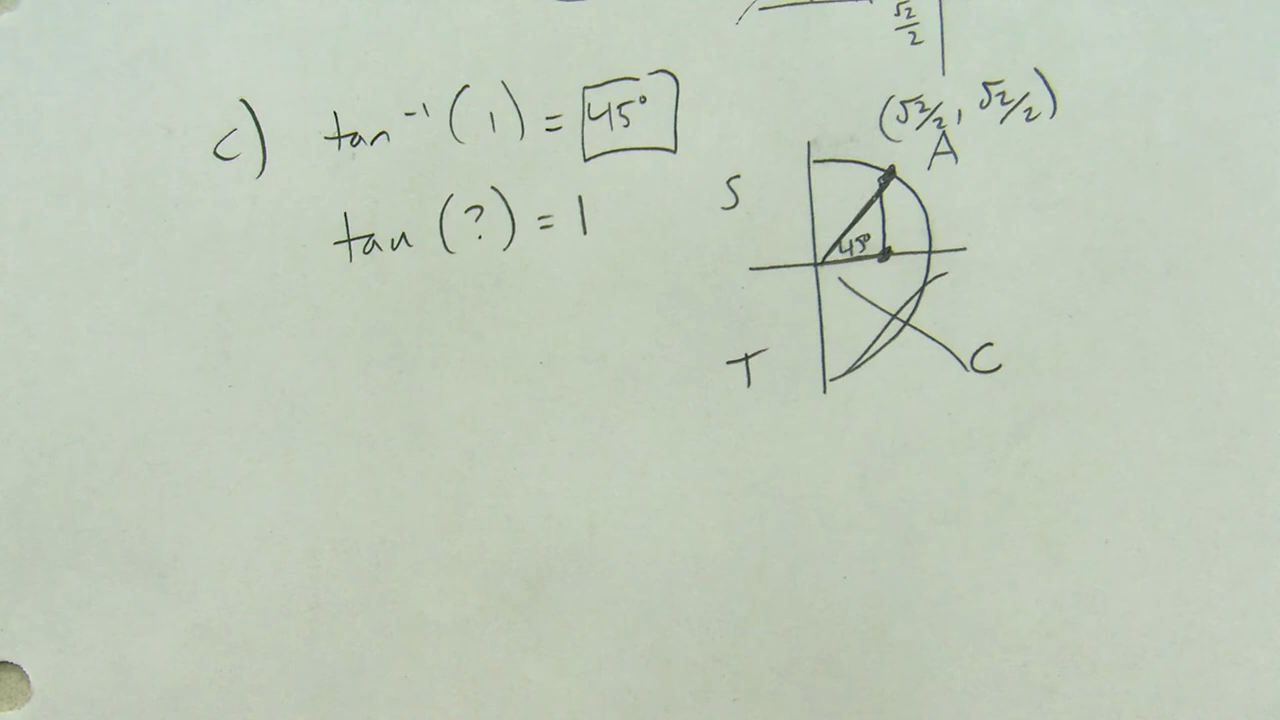 √2/2
c) tan⁻¹(1) = 45°
(√2/2, √2/2)
S A
tan(?) = 1
45°
T C